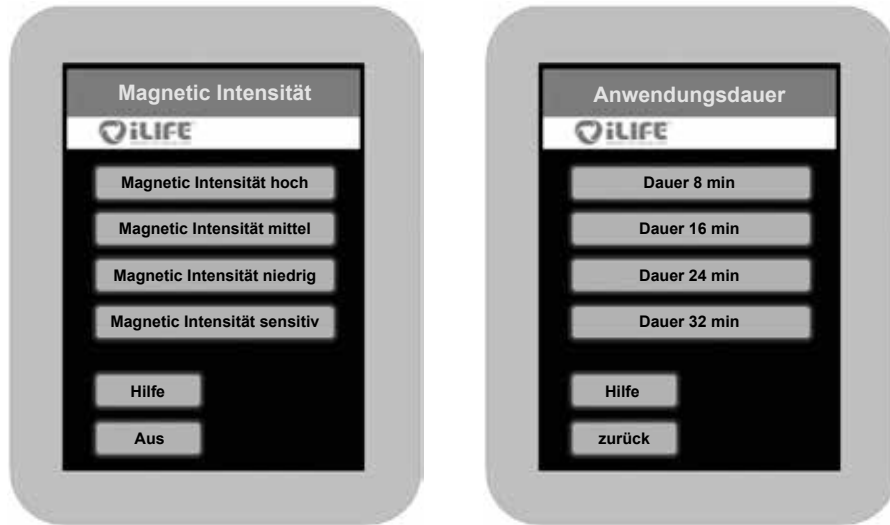 Magnetic Intensität
iLIFE
Magnetic Intensität hoch
Magnetic Intensität mittel
Magnetic Intensität niedrig
Magnetic Intensität sensitiv
Hilfe
Aus
Anwendungsdauer
iLIFE
Dauer 8 min
Dauer 16 min
Dauer 24 min
Dauer 32 min
Hilfe
zurück